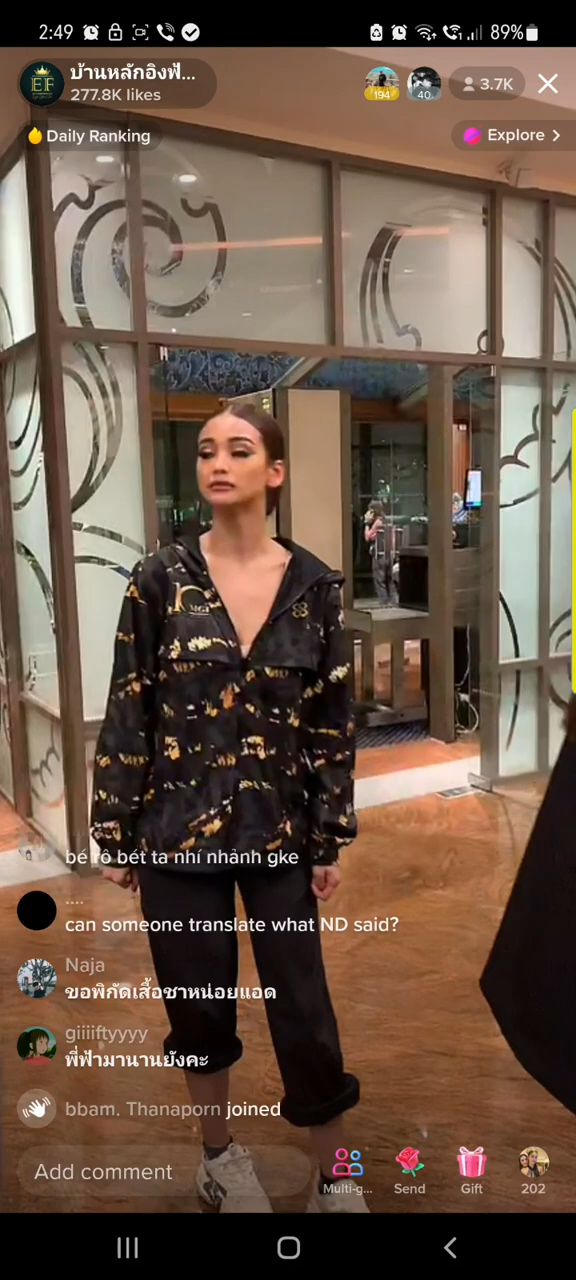 2:49
89%
บ้านหลักอิงฟ้...
277.8K likes
194
40
3.7K
Daily Ranking
Explore >
MGI
bé rô bét ta nhí nhảnh gke
....
can someone translate what ND said?
Naja
ขอพิกัดเสื้อชาหน่อยแอด
giiiiftyyyy
พี่ฟ้ามานานยังคะ
bbam. Thanaporn joined
Add comment
Multi-g...
Send
Gift
202